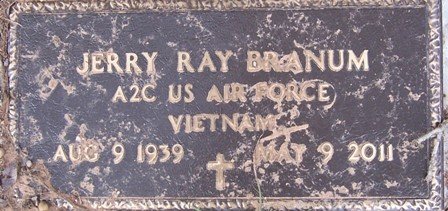 JERRY RAY BRANUM
A2C US AIR FORCE
VIETNAM
AUG 9 1939 MAY 9 2011